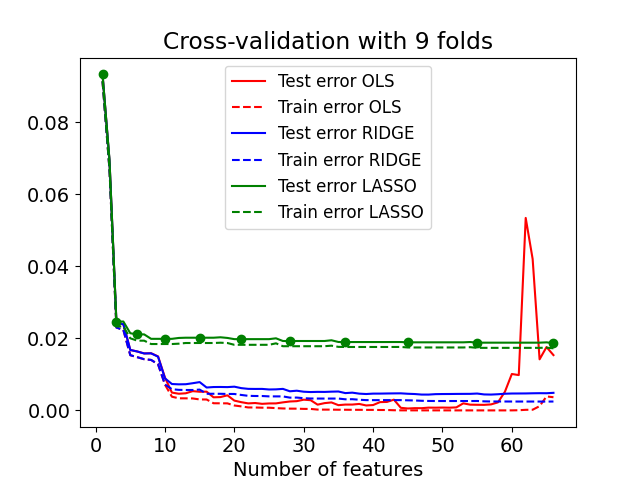 Cross-validation with 9 folds
Test error OLS
Train error OLS
Test error RIDGE
Train error RIDGE
Test error LASSO
Train error LASSO
0.08
0.06
0.04
0.02
0.00
0 10 20 30 40 50 60
Number of features